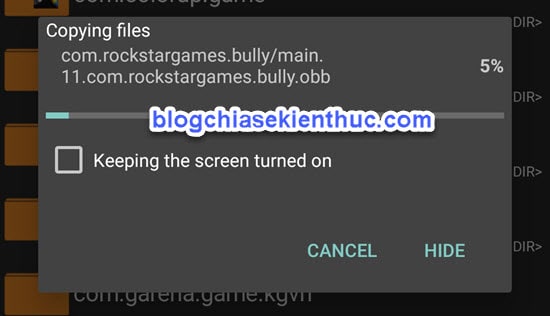 com.colorup.game
DIR>
Copying files
com.rockstargames.bully/main.
11.com.rockstargames.bully.obb
5%
DIR>
blogchiasekienthuc.com
Keeping the screen turned on
DIR>
CANCEL
HIDE
DIR>
com.garena.game.kgvn